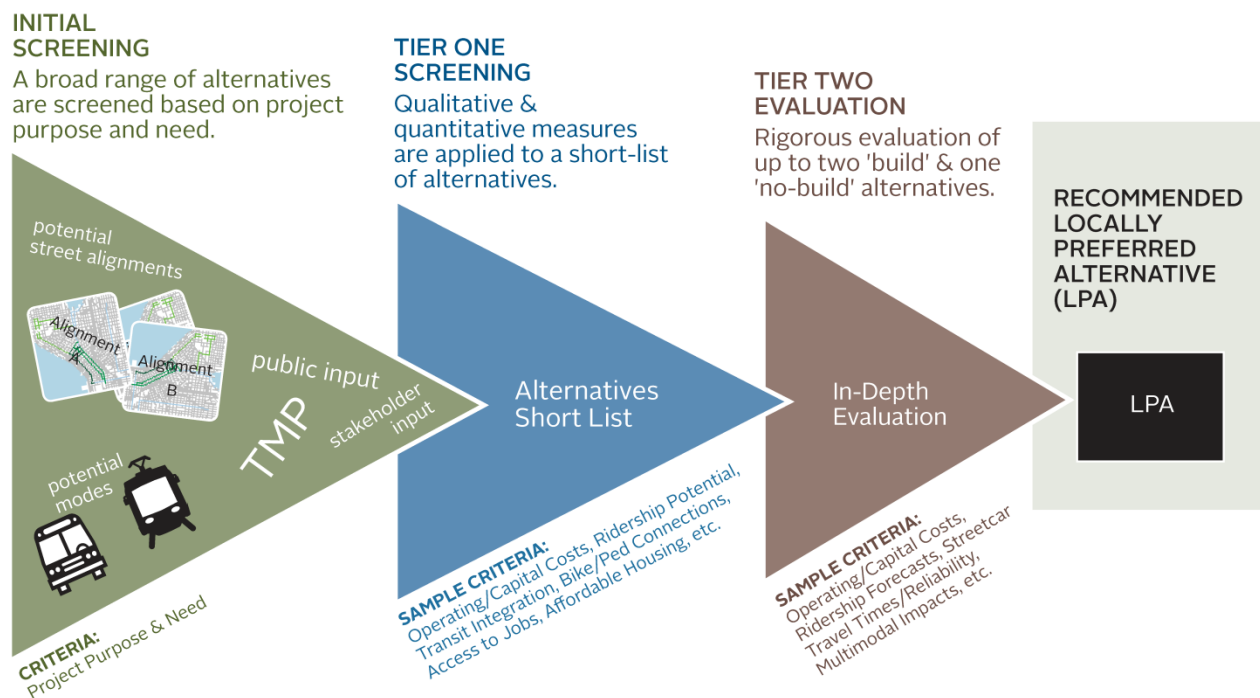 INITIAL
SCREENING
A broad range of alternatives
are screened based on project
purpose and need.
potential
street alignments
Alignment
A
Alignment
B
public input
stakeholder
input
TMP
potential
modes
CRITERIA:
Project Purpose & Need
TIER ONE
SCREENING
Qualitative &
quantitative measures
are applied to a short-list
of alternatives.
Alternatives
Short List
SAMPLE CRITERIA:
Operating/Capital Costs, Ridership Potential,
Transit Integration, Bike/Ped Connections,
Access to Jobs, Affordable Housing, etc.
TIER TWO
EVALUATION
Rigorous evaluation of
up to two 'build' & one
'no-build' alternatives.
In-Depth
Evaluation
SAMPLE CRITERIA:
Operating/Capital Costs,
Ridership Forecasts, Streetcar
Travel Times/Reliability,
Multimodal Impacts, etc.
RECOMMENDED
LOCALLY
PREFERRED
ALTERNATIVE
(LPA)
LPA